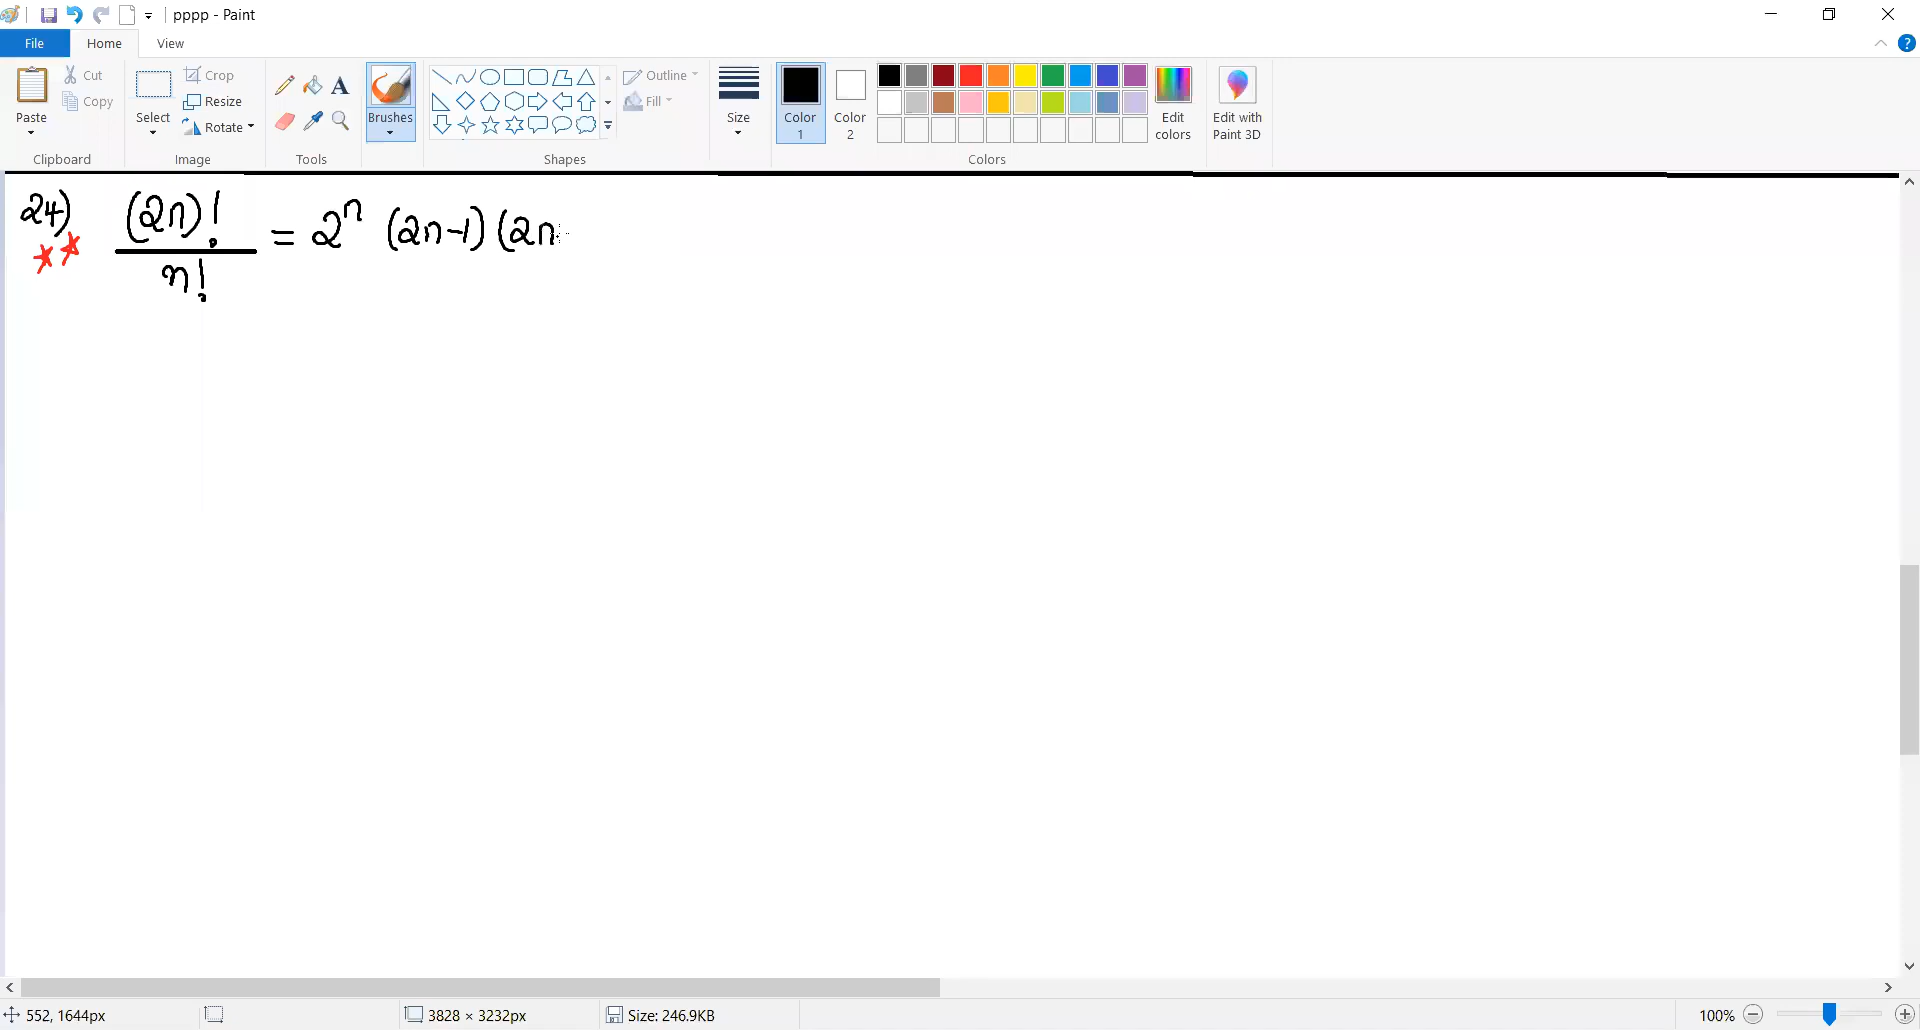 pppp - Paint
File Home View
Paste Cut Copy Select Crop Resize Rotate Brushes Outline Fill Size Color 1 Color 2 Edit colors Edit with Paint 3D
Clipboard Image Tools Shapes Colors
24) (2n)! / n! = 2^n (2n-1) (2n
552, 1644px 3828 × 3232px Size: 246.9KB 100%